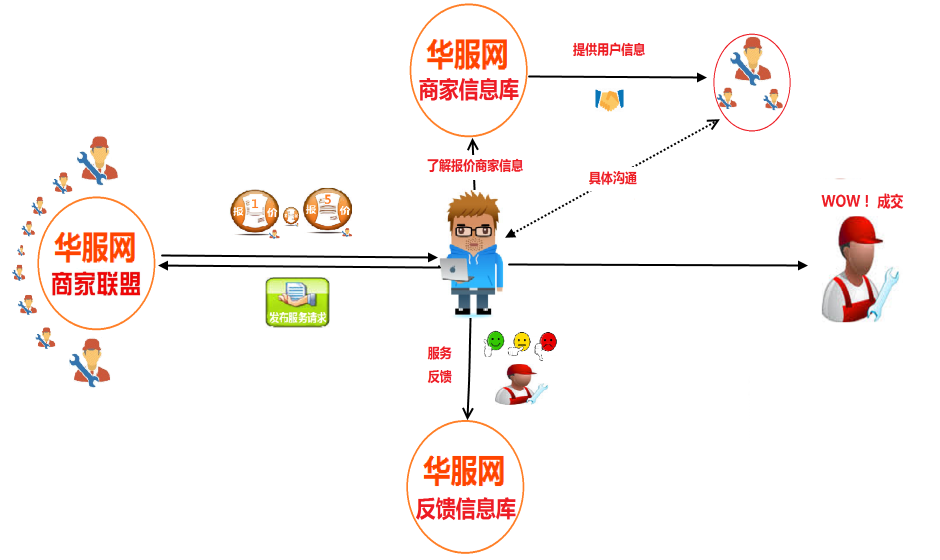 华服网
商家信息库
提供用户信息
了解报价商家信息
具体沟通
WOW！成交
报 1 价
报 5 价
华服网
商家联盟
发布服务请求
服务
反馈
华服网
反馈信息库